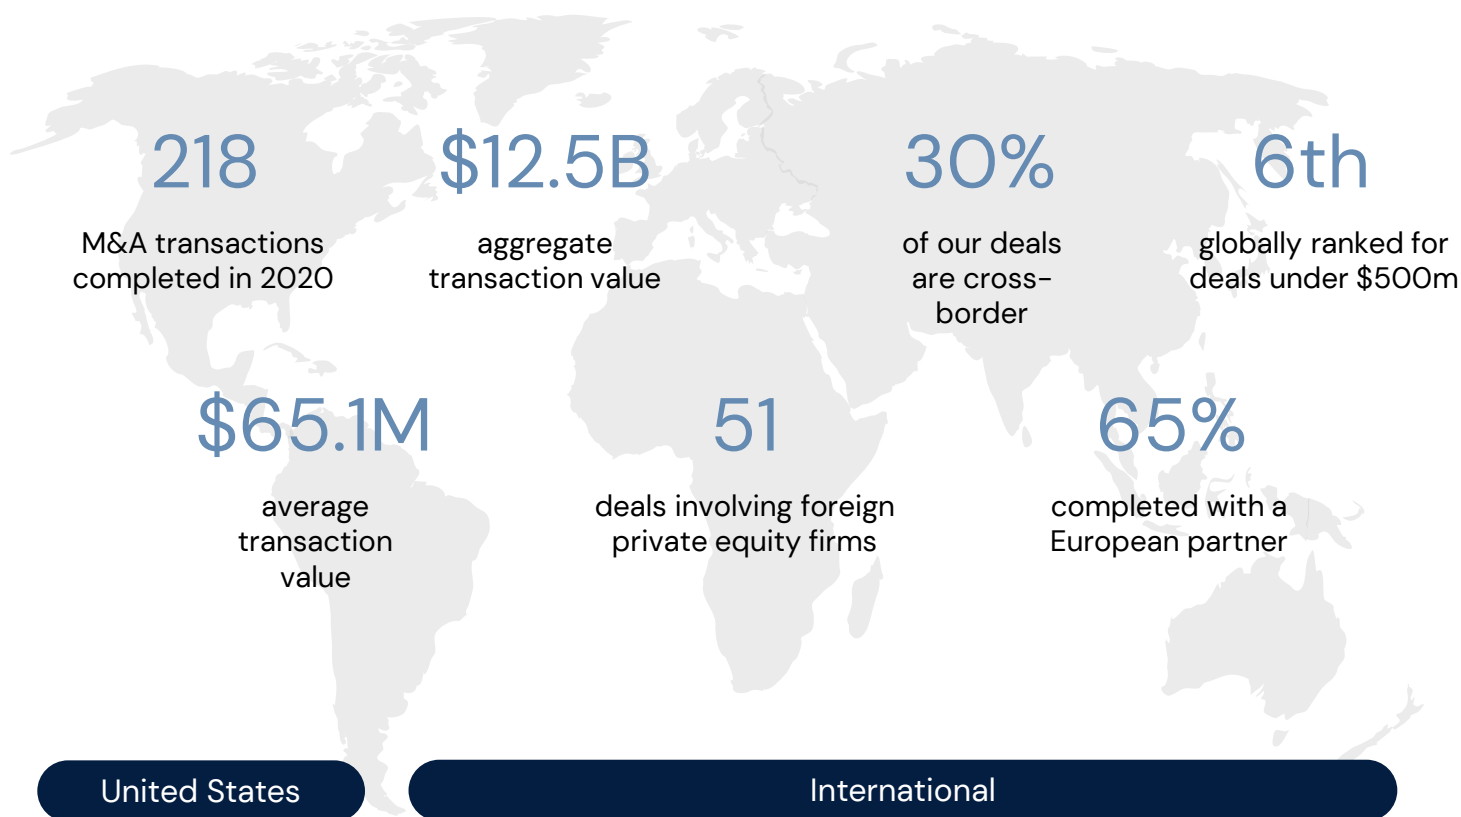 218
M&A transactions
completed in 2020
$12.5B
aggregate
transaction value
30%
of our deals
are cross-
border
6th
globally ranked for
deals under $500m
$65.1M
average
transaction
value
51
deals involving foreign
private equity firms
65%
completed with a
European partner
United States
International